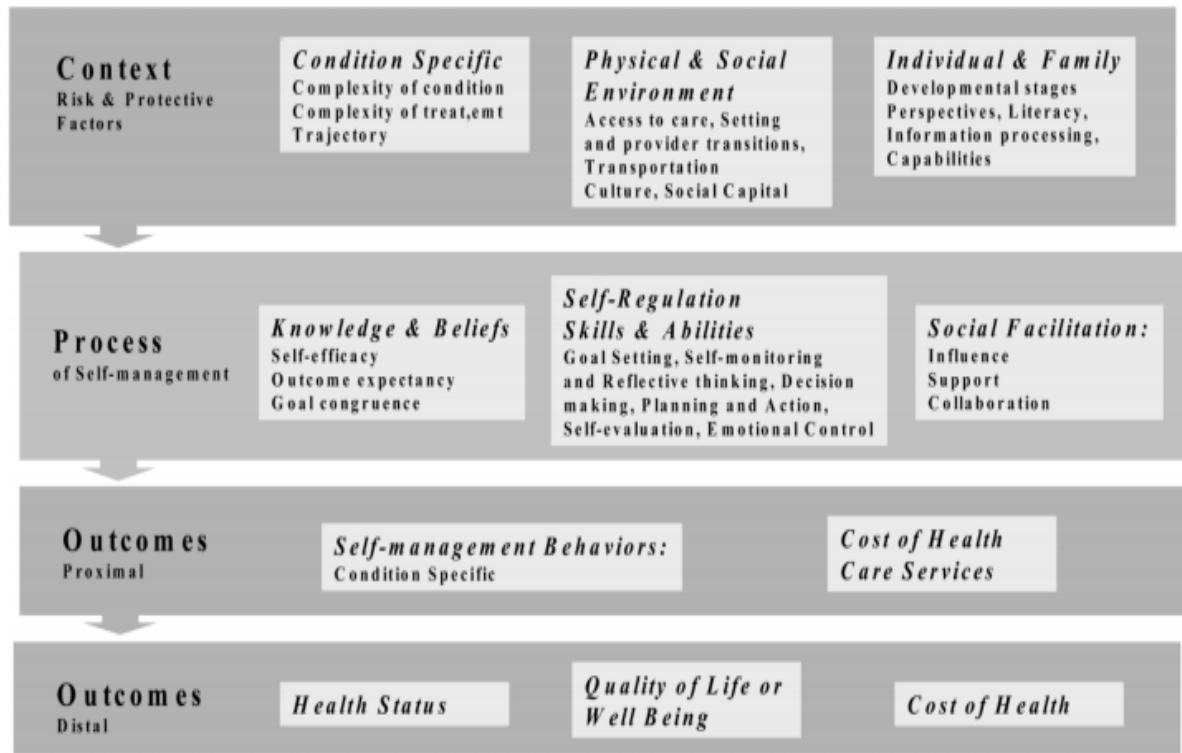 Context
Risk & Protective
Factors
Condition Specific
Complexity of condition
Complexity of treat,emt
Trajectory
Physical & Social
Environment
Access to care, Setting
and provider transitions,
Transportation
Culture, Social Capital
Individual & Family
Developmental stages
Perspectives, Literacy,
Information processing,
Capabilities
Process
of Self-management
Knowledge & Beliefs
Self-efficacy
Outcome expectancy
Goal congruence
Self-Regulation
Skills & Abilities
Goal Setting, Self-monitoring
and Reflective thinking, Decision
making, Planning and Action,
Self-evaluation, Emotional Control
Social Facilitation:
Influence
Support
Collaboration
Outcomes
Proximal
Self-management Behaviors:
Condition Specific
Cost of Health
Care Services
Outcomes
Distal
Health Status
Quality of Life or
Well Being
Cost of Health